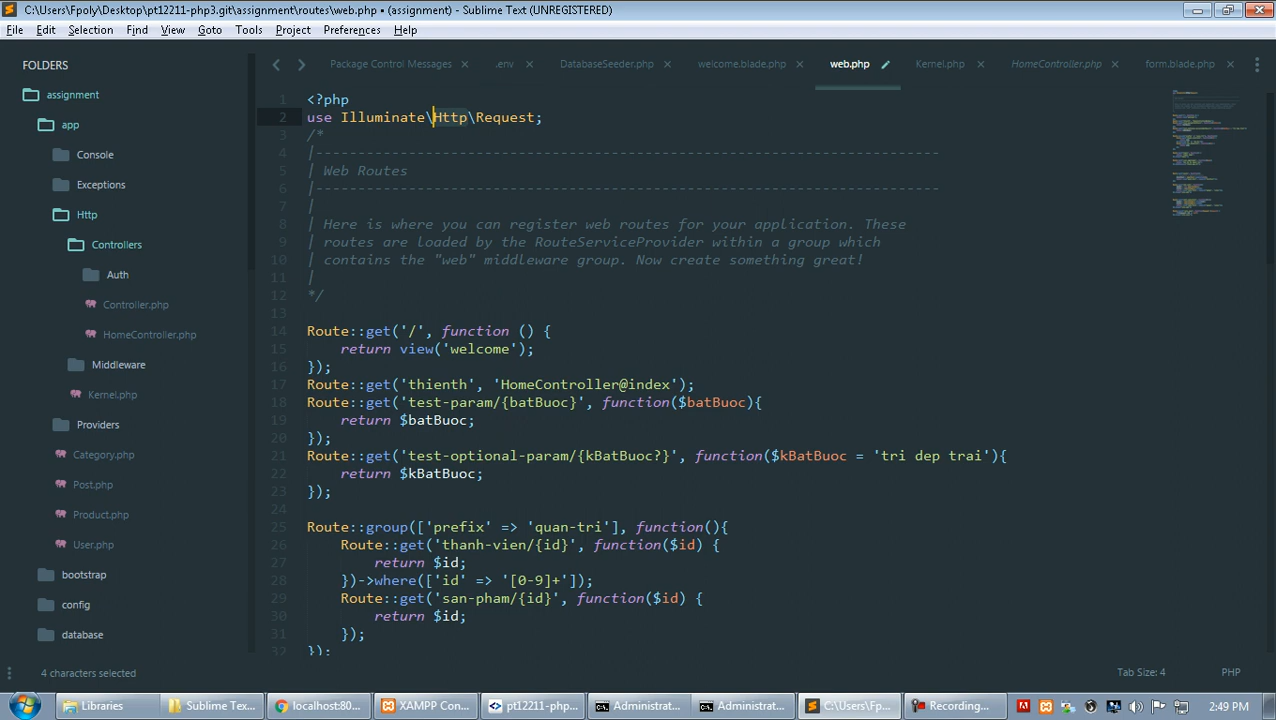 C:\Users\Fpoly\Desktop\pt12211-php3.git\assignment\routes\web.php • (assignment) - Sublime Text (UNREGISTERED)
File Edit Selection Find View Goto Tools Project Preferences Help
FOLDERS
assignment
app
Console
Exceptions
Http
Controllers
Auth
Controller.php
HomeController.php
Middleware
Kernel.php
Providers
Category.php
Post.php
Product.php
User.php
bootstrap
config
database
Package Control Messages .env DatabaseSeeder.php welcome.blade.php web.php Kernel.php HomeController.php form.blade.php
1 <?php
2 use Illuminate\Http\Request;
3 /*
4 |--------------------------------------------------------------------------
5 | Web Routes
6 |--------------------------------------------------------------------------
7 |
8 | Here is where you can register web routes for your application. These
9 | routes are loaded by the RouteServiceProvider within a group which
10 | contains the "web" middleware group. Now create something great!
11 |
12 */
13
14 Route::get('/', function () {
15     return view('welcome');
16 });
17 Route::get('thienth', 'HomeController@index');
18 Route::get('test-param/{batBuoc}', function($batBuoc){
19     return $batBuoc;
20 });
21 Route::get('test-optional-param/{kBatBuoc?}', function($kBatBuoc = 'tri dep trai'){
22     return $kBatBuoc;
23 });
24
25 Route::group(['prefix' => 'quan-tri'], function(){
26     Route::get('thanh-vien/{id}', function($id) {
27         return $id;
28     })->where(['id' => '[0-9]+']);
29     Route::get('san-pham/{id}', function($id) {
30         return $id;
31     });
32 });
4 characters selected
Tab Size: 4 PHP
Libraries Sublime Tex... localhost:80... XAMPP Con... pt12211-php... Administrat... Administrat... C:\Users\Fp... Recording... 2:49 PM